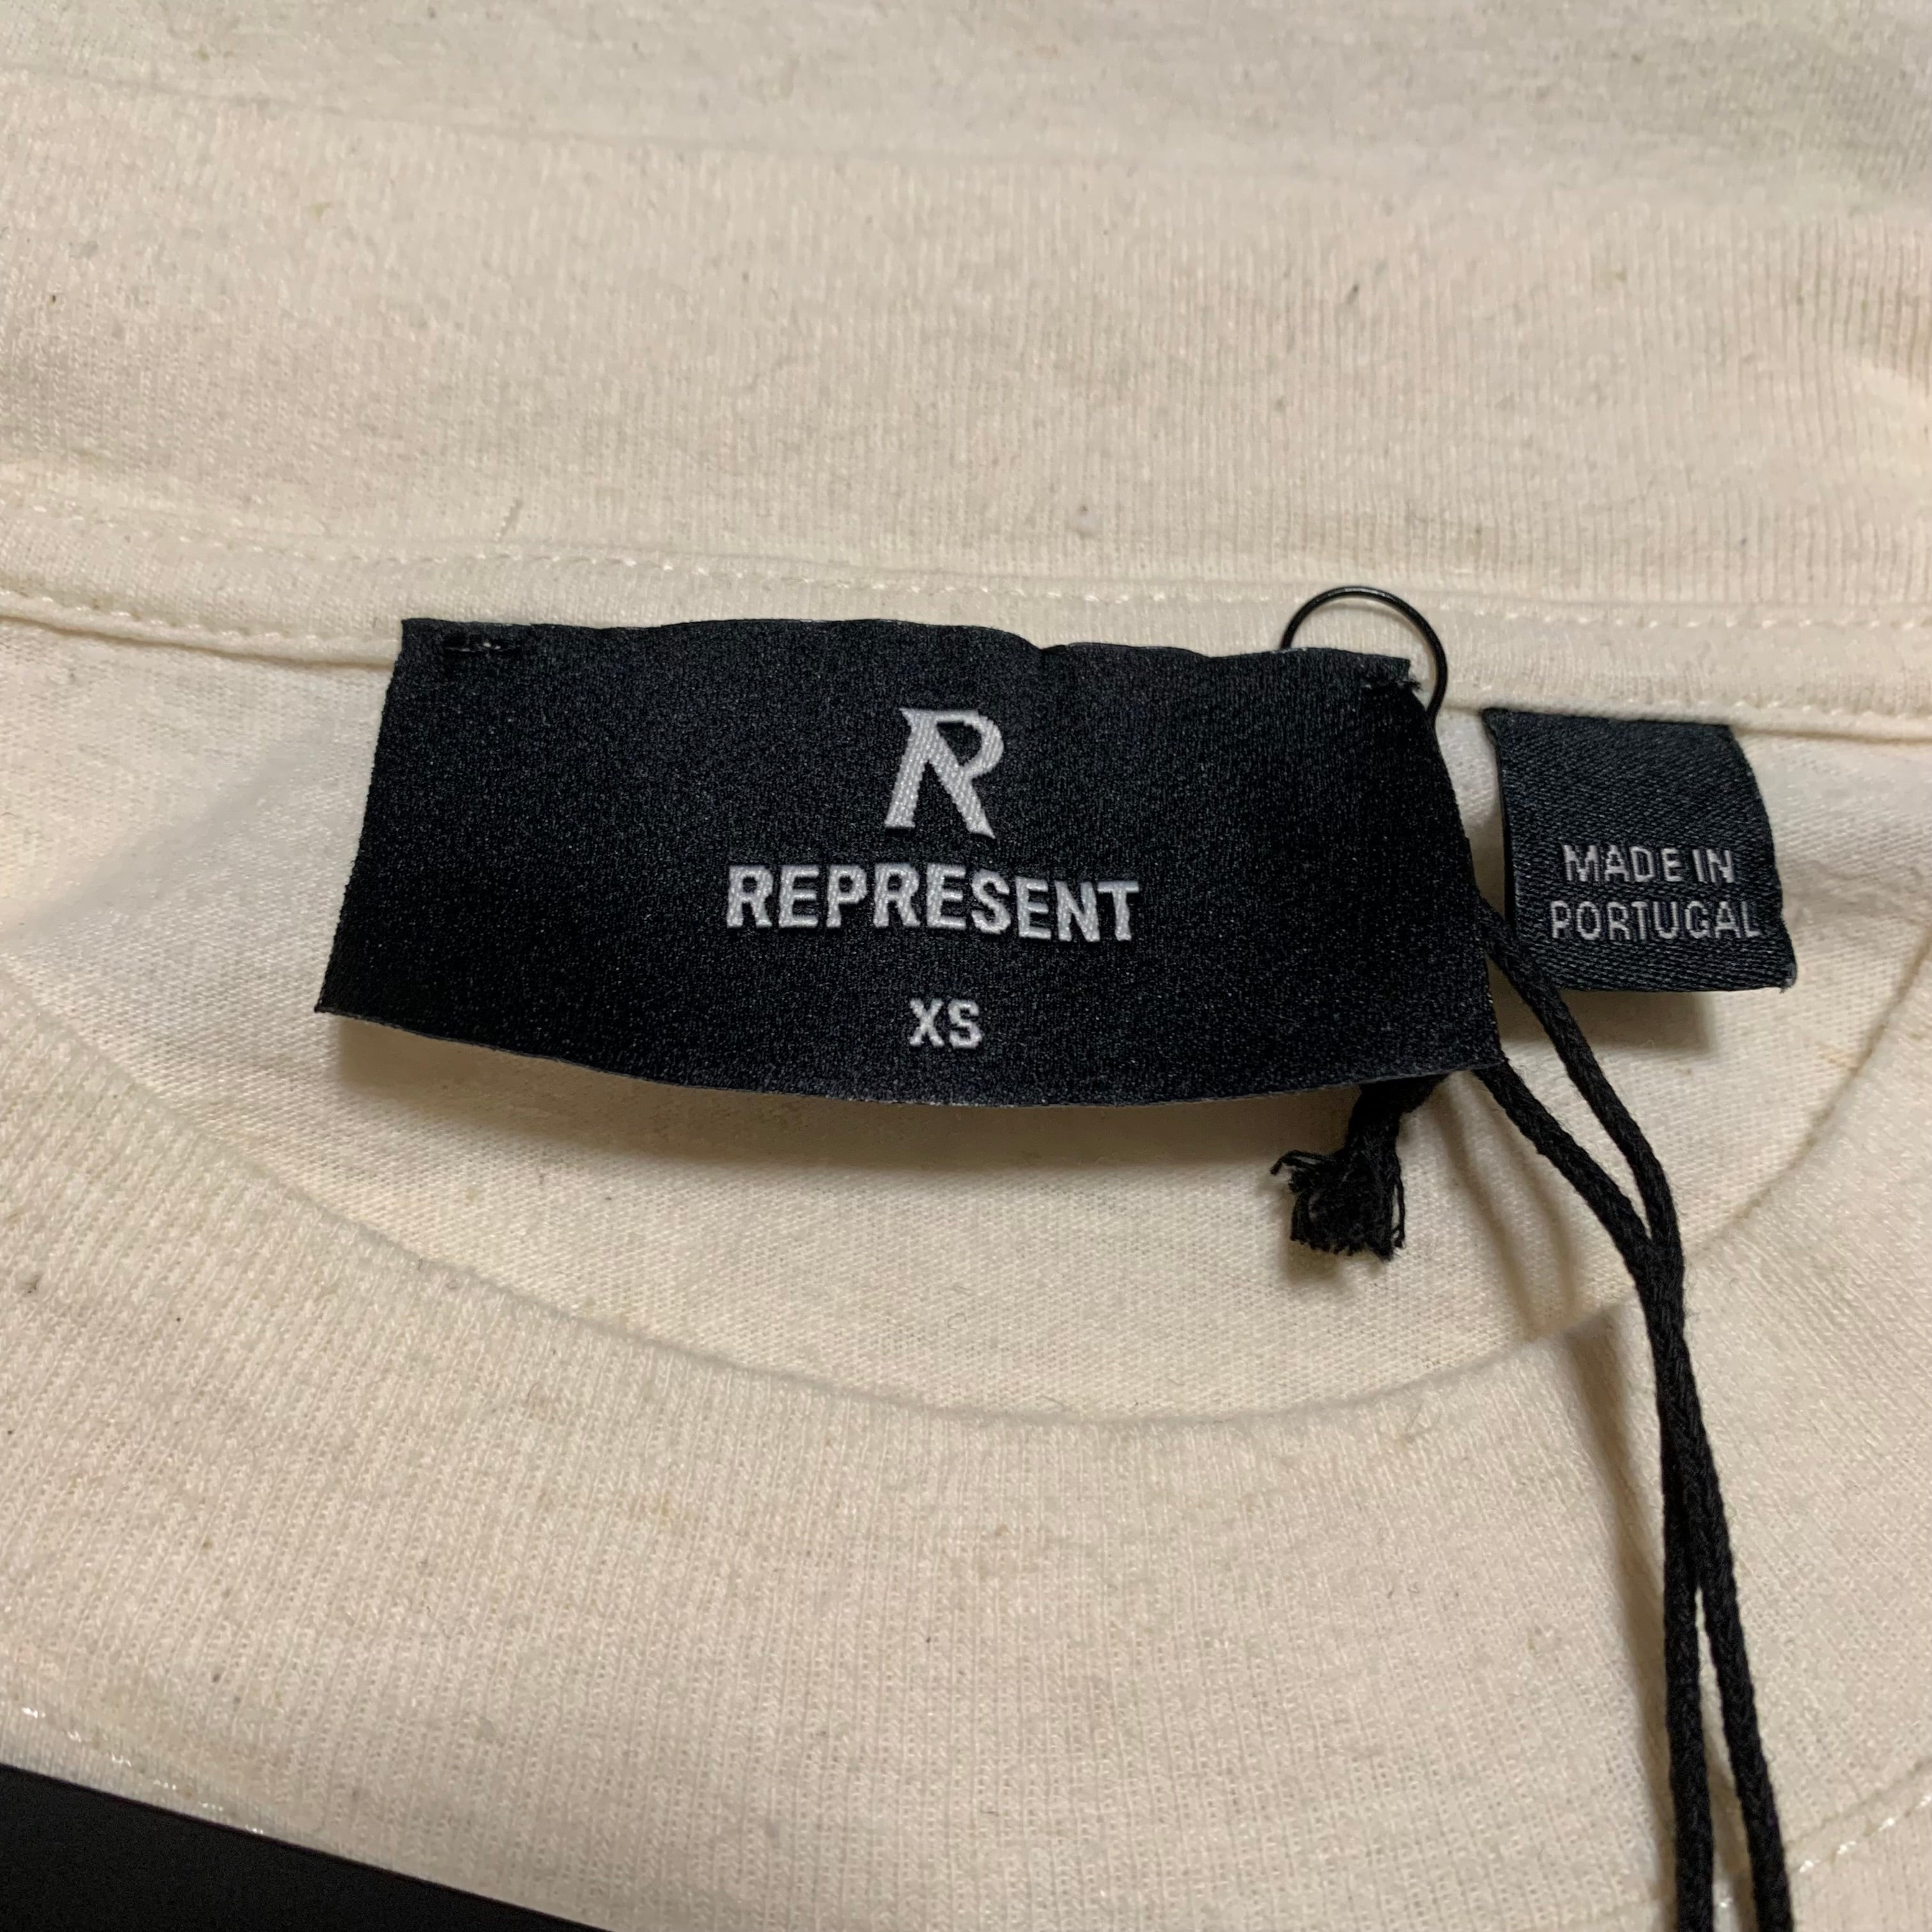 R
REPRESENT
XS
MADE IN
PORTUGAL